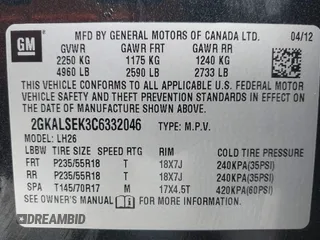 GM
MFD BY GENERAL MOTORS OF CANADA LTD. 04/12
GVWR GAWR FRT GAWR RR
2250 KG 1175 KG 1240 KG
4960 LB 2590 LB 2733 LB
THIS VEHICLE CONFORMS TO ALL APPLICABLE U.S. FEDERAL MOTOR
VEHICLE SAFETY, BUMPER, AND THEFT PREVENTION STANDARDS IN EFFECT ON THE
DATE OF MANUFACTURE SHOWN ABOVE.
2GKALSEK3C6332046 TYPE: M.P.V.
MODEL: LH26
LBBW TIRE SIZE SPEED RTG RIM COLD TIRE PRESSURE
FRT P235/55R18 T 18X7J 240KPA(35PSI)
RR P235/55R18 T 18X7J 240KPA(35PSI)
SPA T145/70R17 M 17X4.5T 420KPA(60PSI)
SEE OWNER'S MANUAL FOR MORE INFORMATION.
DREAMBID